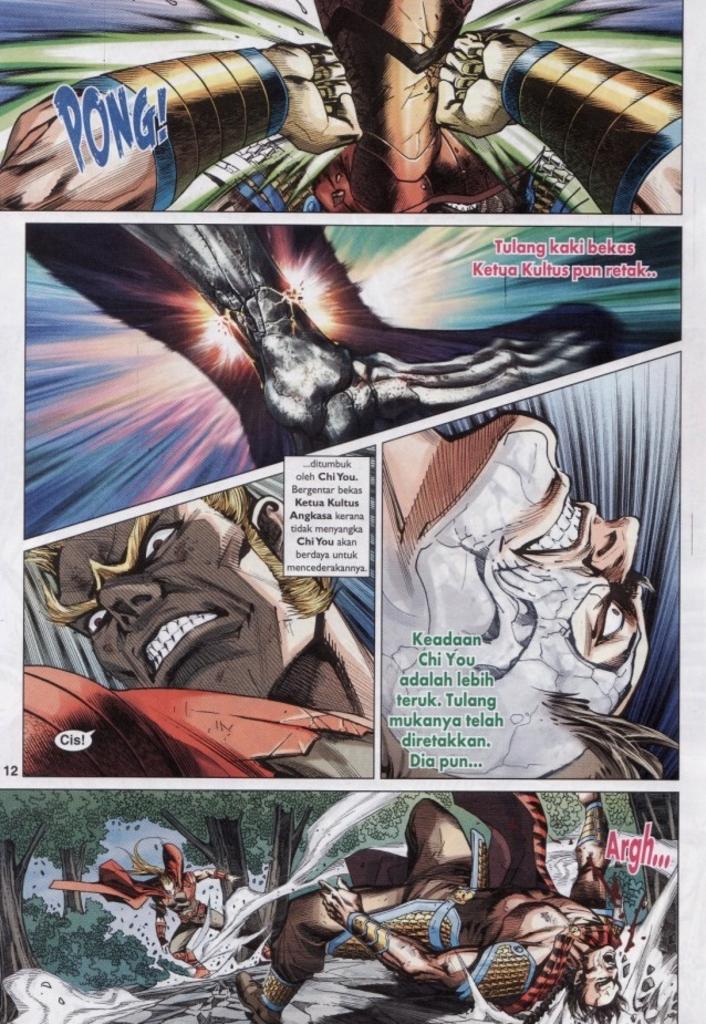 PONG!
Tulang kaki bekas
Ketua Kultus pun retak..
...ditumbuk
oleh Chi You.
Bergentar bekas
Ketua Kultus
Angkasa kerana
tidak menyangka
Chi You akan
berdaya untuk
mencederakannya.
Cis!
Keadaan
Chi You
adalah lebih
teruk. Tulang
mukanya telah
diretakkan.
Dia pun...
12
Argh...